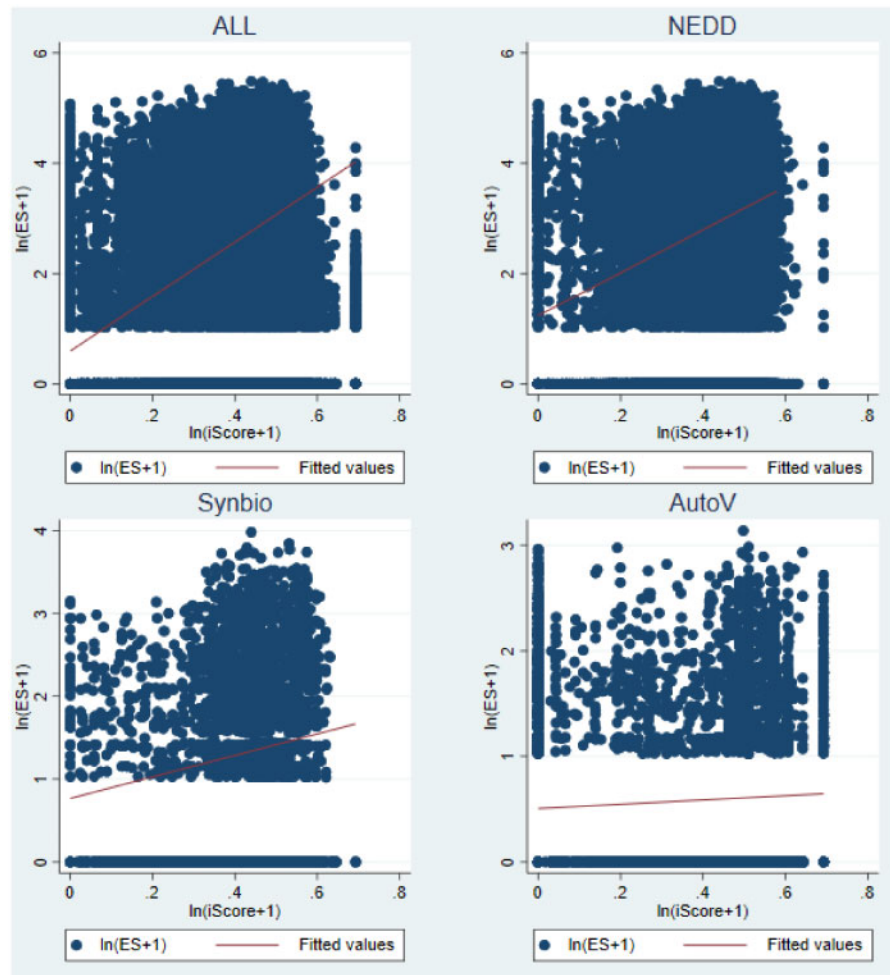 ALL
6
4
2
0
ln(ES+1)
0 .2 .4 .6 .8
ln(iScore+1)
ln(ES+1) Fitted values
NEDD
6
4
2
0
ln(ES+1)
0 .2 .4 .6 .8
ln(iScore+1)
ln(ES+1) Fitted values
Synbio
4
3
2
1
0
ln(ES+1)
0 .2 .4 .6 .8
ln(iScore+1)
ln(ES+1) Fitted values
AutoV
3
2
1
0
ln(ES+1)
0 .2 .4 .6 .8
ln(iScore+1)
ln(ES+1) Fitted values